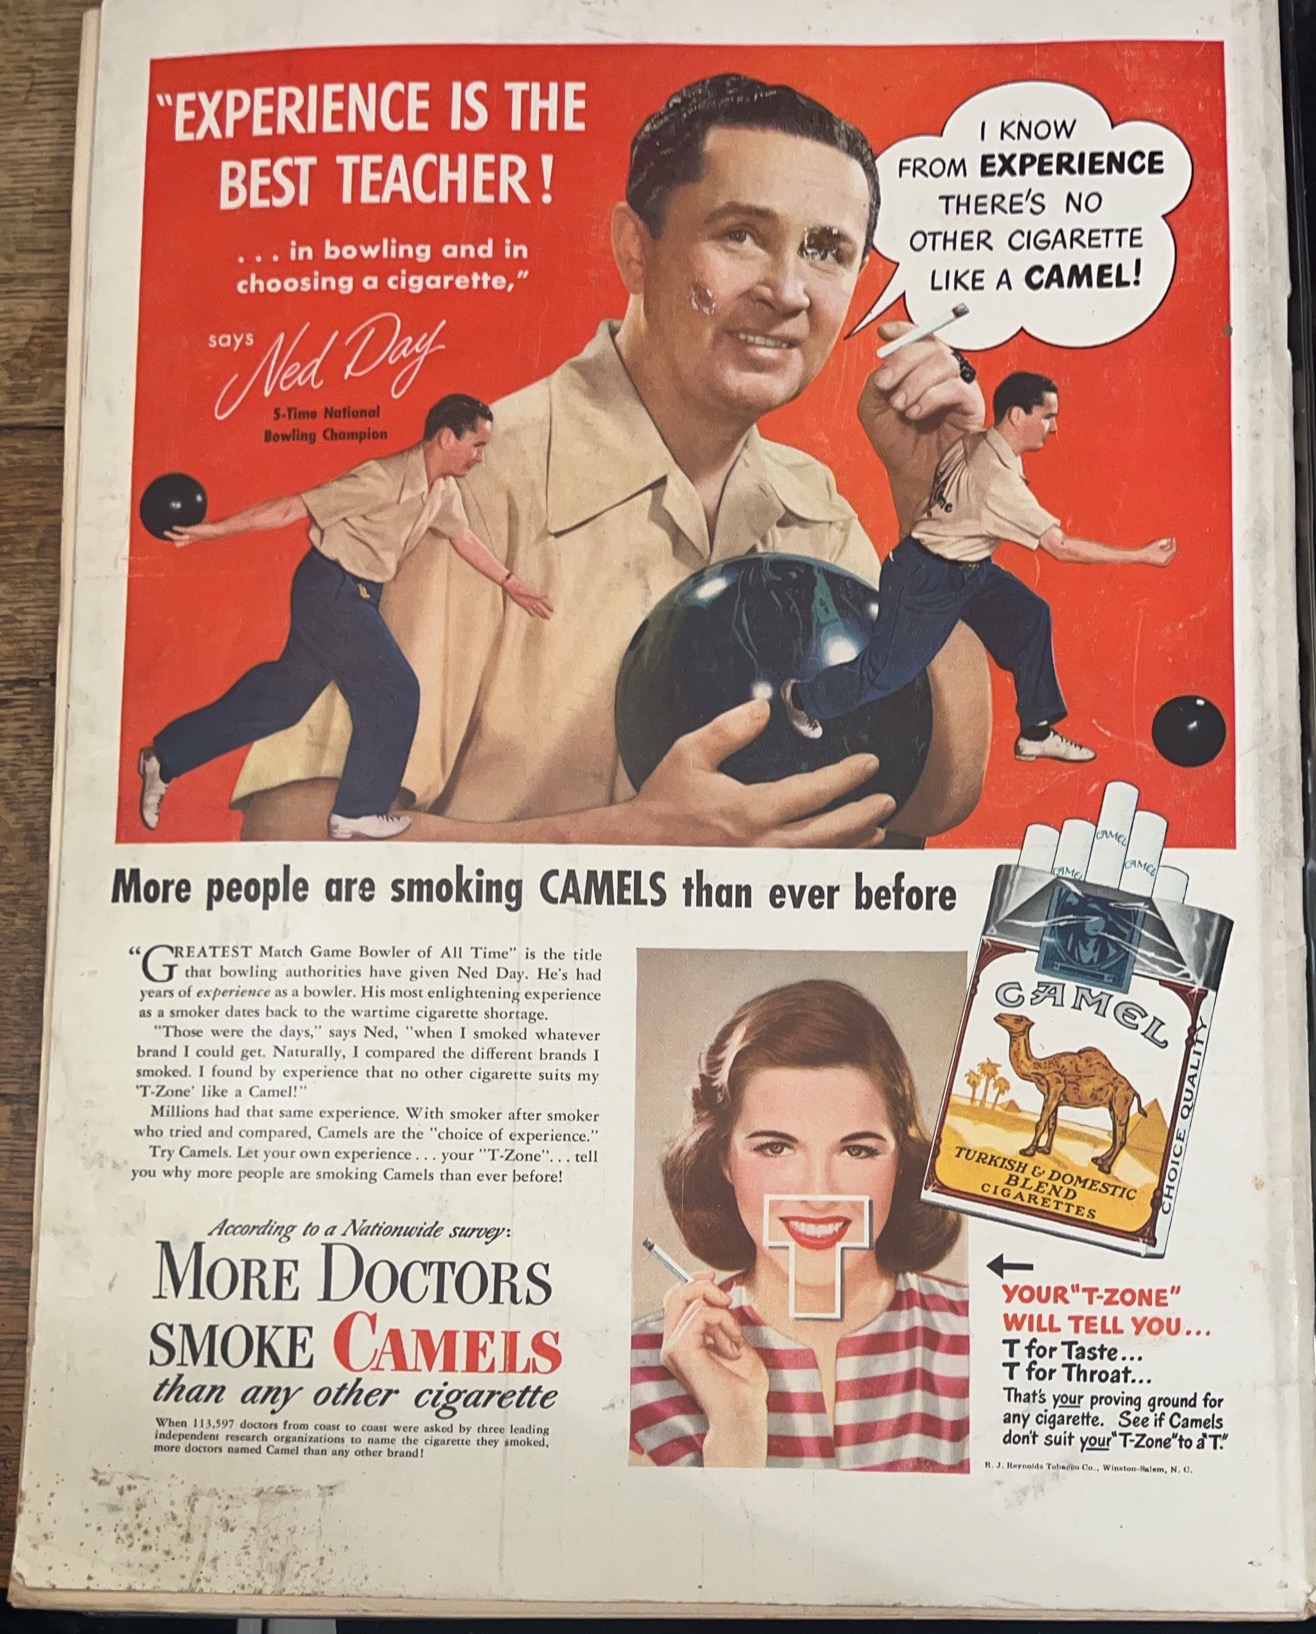 "EXPERIENCE IS THE
BEST TEACHER!
... in bowling and in
choosing a cigarette,"
says Ned Day
5-Time National
Bowling Champion
I KNOW
FROM EXPERIENCE
THERE'S NO
OTHER CIGARETTE
LIKE A CAMEL!
More people are smoking CAMELS than ever before
"GREATEST Match Game Bowler of All Time" is the title
that bowling authorities have given Ned Day. He's had
years of experience as a bowler. His most enlightening experience
as a smoker dates back to the wartime cigarette shortage.
"Those were the days," says Ned, "when I smoked whatever
brand I could get. Naturally, I compared the different brands I
smoked. I found by experience that no other cigarette suits my
'T-Zone' like a Camel!"
Millions had that same experience. With smoker after smoker
who tried and compared, Camels are the "choice of experience."
Try Camels. Let your own experience ... your "T-Zone"... tell
you why more people are smoking Camels than ever before!
According to a Nationwide survey:
MORE DOCTORS
SMOKE CAMELS
than any other cigarette
When 113,597 doctors from coast to coast were asked by three leading
independent research organizations to name the cigarette they smoked,
more doctors named Camel than any other brand!
CAMEL
CAMEL
CAMEL
CAMEL
CAMEL
TURKISH & DOMESTIC
BLEND
CIGARETTES
CHOICE QUALITY
YOUR "T-ZONE"
WILL TELL YOU...
T for Taste...
T for Throat...
That's your proving ground for
any cigarette. See if Camels
don't suit your "T-Zone" to a "T."
R. J. Reynolds Tobacco Co., Winston-Salem, N. C.